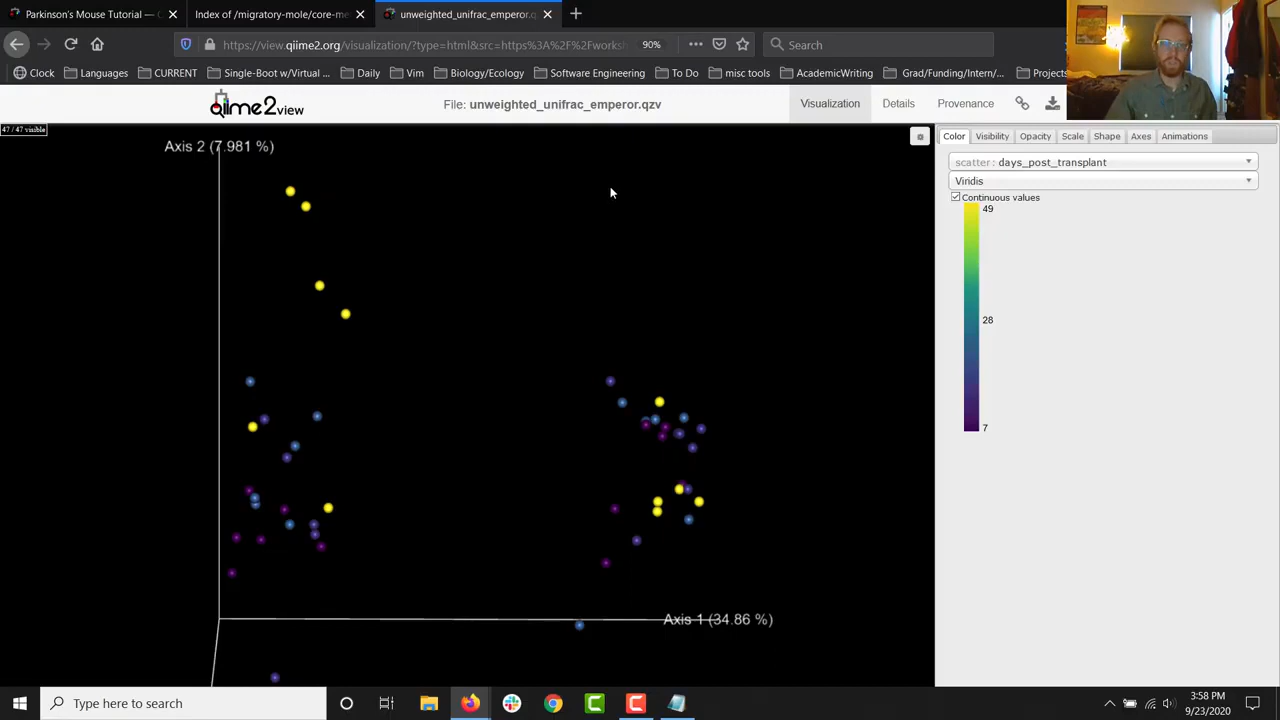 Parkinson's Mouse Tutorial — (
Index of /migratory-mole/core-me
unweighted_unifrac_emperor.qzv
https://view.qiime2.org/visualization/?type=html&src=https%3A%2F%2Fworksh
90%
Search
Clock
Languages
CURRENT
Single-Boot w/Virtual ...
Daily
Vim
Biology/Ecology
Software Engineering
To Do
misc tools
AcademicWriting
Grad/Funding/Intern/...
Projects
qiime2view
File: unweighted_unifrac_emperor.qzv
Visualization
Details
Provenance
47 / 47 visible
Axis 2 (7.981 %)
Color
Visibility
Opacity
Scale
Shape
Axes
Animations
scatter: days_post_transplant
Viridis
Continuous values
49
28
7
Axis 1 (34.86 %)
Type here to search
3:58 PM
9/23/2020